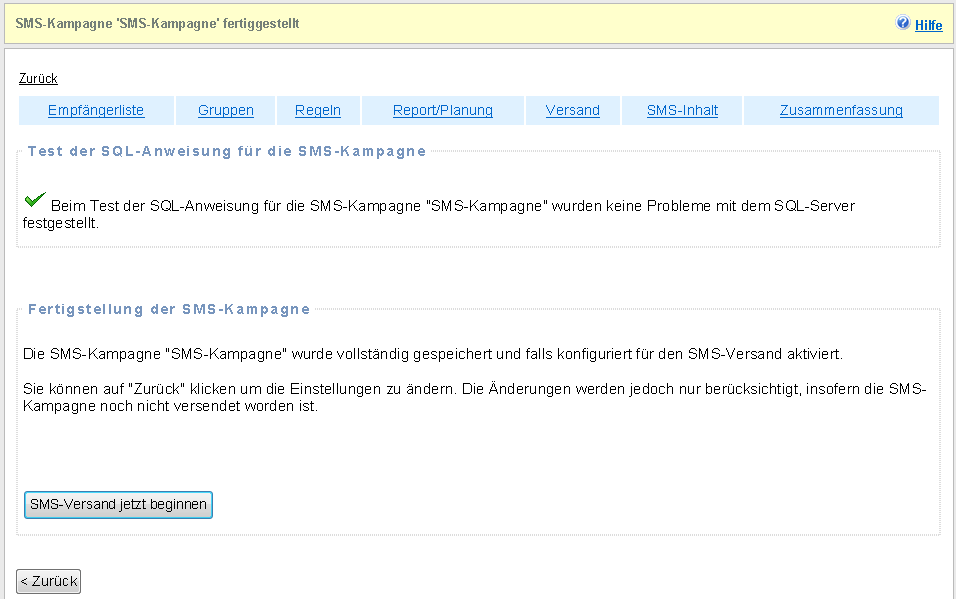 SMS-Kampagne 'SMS-Kampagne' fertiggestellt
Hilfe
Zurück
Empfängerliste Gruppen Regeln Report/Planung Versand SMS-Inhalt Zusammenfassung
Test der SQL-Anweisung für die SMS-Kampagne
Beim Test der SQL-Anweisung für die SMS-Kampagne "SMS-Kampagne" wurden keine Probleme mit dem SQL-Server
festgestellt.
Fertigstellung der SMS-Kampagne
Die SMS-Kampagne "SMS-Kampagne" wurde vollständig gespeichert und falls konfiguriert für den SMS-Versand aktiviert.
Sie können auf "Zurück" klicken um die Einstellungen zu ändern. Die Änderungen werden jedoch nur berücksichtigt, insofern die SMS-
Kampagne noch nicht versendet worden ist.
SMS-Versand jetzt beginnen
< Zurück